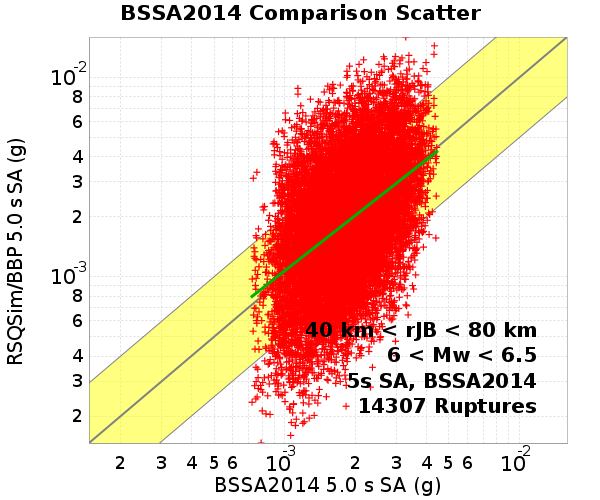 BSSA2014 Comparison Scatter
RSQSim/BBP 5.0 s SA (g)
10-2
8
6
4
3
2
10-3
8
6
4
3
2
40 km < rJB < 80 km
6 < Mw < 6.5
5s SA, BSSA2014
14307 Ruptures
2 3 4 5 6 10-3 2 3 4 5 6 10-2
BSSA2014 5.0 s SA (g)